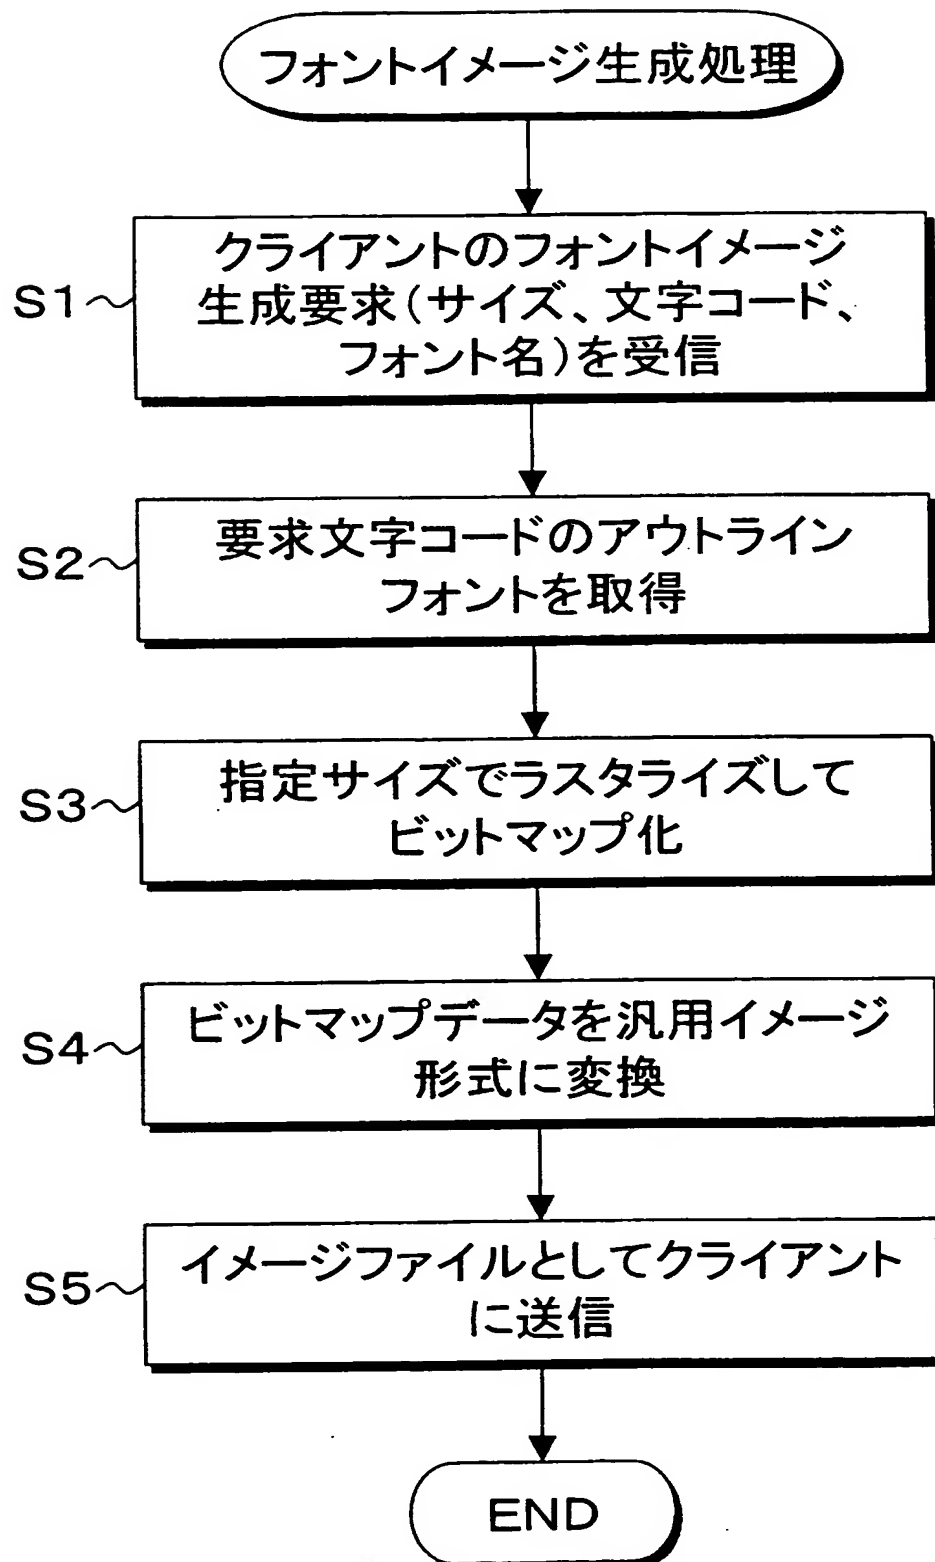 フォントイメージ生成処理
S1
クライアントのフォントイメージ
生成要求(サイズ、文字コード、
フォント名)を受信
S2
要求文字コードのアウトライン
フォントを取得
S3
指定サイズでラスタライズして
ビットマップ化
S4
ビットマップデータを汎用イメージ
形式に変換
S5
イメージファイルとしてクライアント
に送信
END